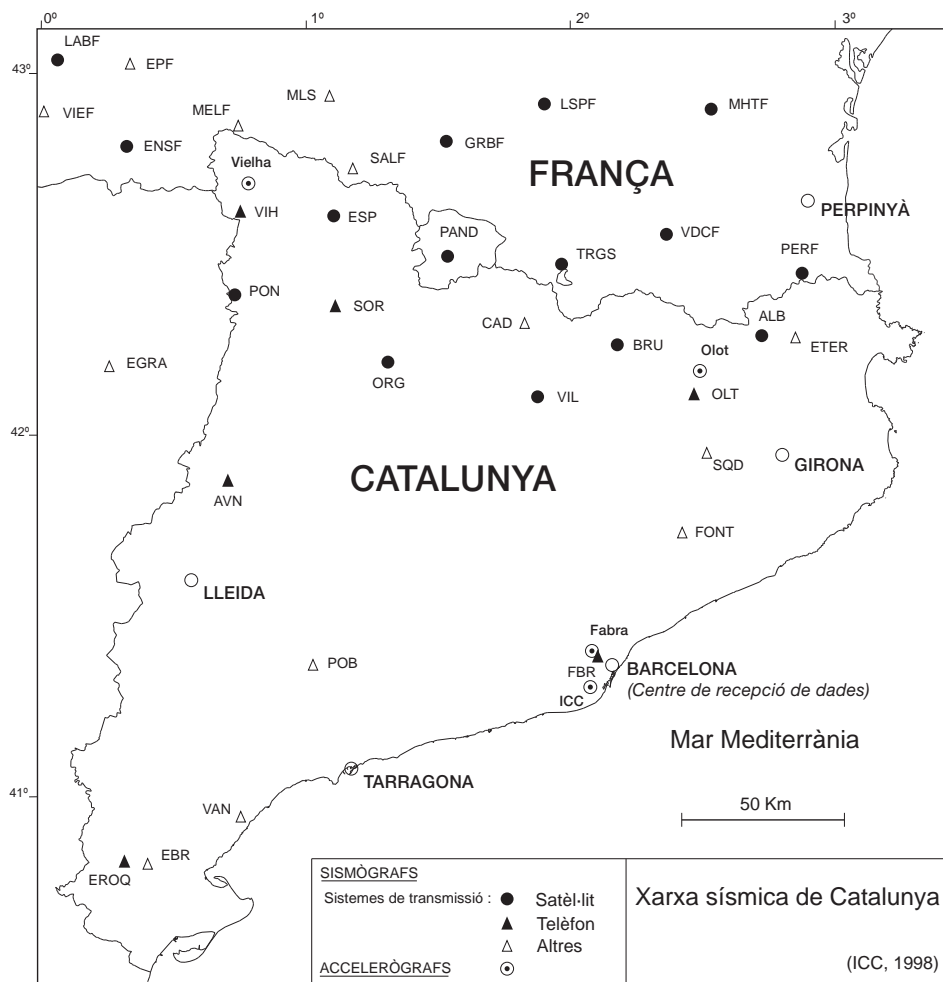 0º 1º 2º 3º
LABF
43º
EPF
MLS
VIEF
MELF
LSPF
MHTF
ENSF
GRBF
Vielha
SALF
FRANÇA
VIH
ESP
PERPINYÀ
PAND
VDCF
TRGS
PERF
PON
SOR
CAD
ALB
BRU
Olot
ETER
EGRA
ORG
VIL
OLT
42º
SQD
GIRONA
CATALUNYA
AVN
FONT
LLEIDA
Fabra
POB
FBR
BARCELONA
ICC
(Centre de recepció de dades)
Mar Mediterrània
TARRAGONA
41º
50 Km
VAN
EBR
EROQ
SISMÒGRAFS
Sistemes de transmissió :
Satèl·lit
Telèfon
Altres
ACCELERÒGRAFS
Xarxa sísmica de Catalunya
(ICC, 1998)